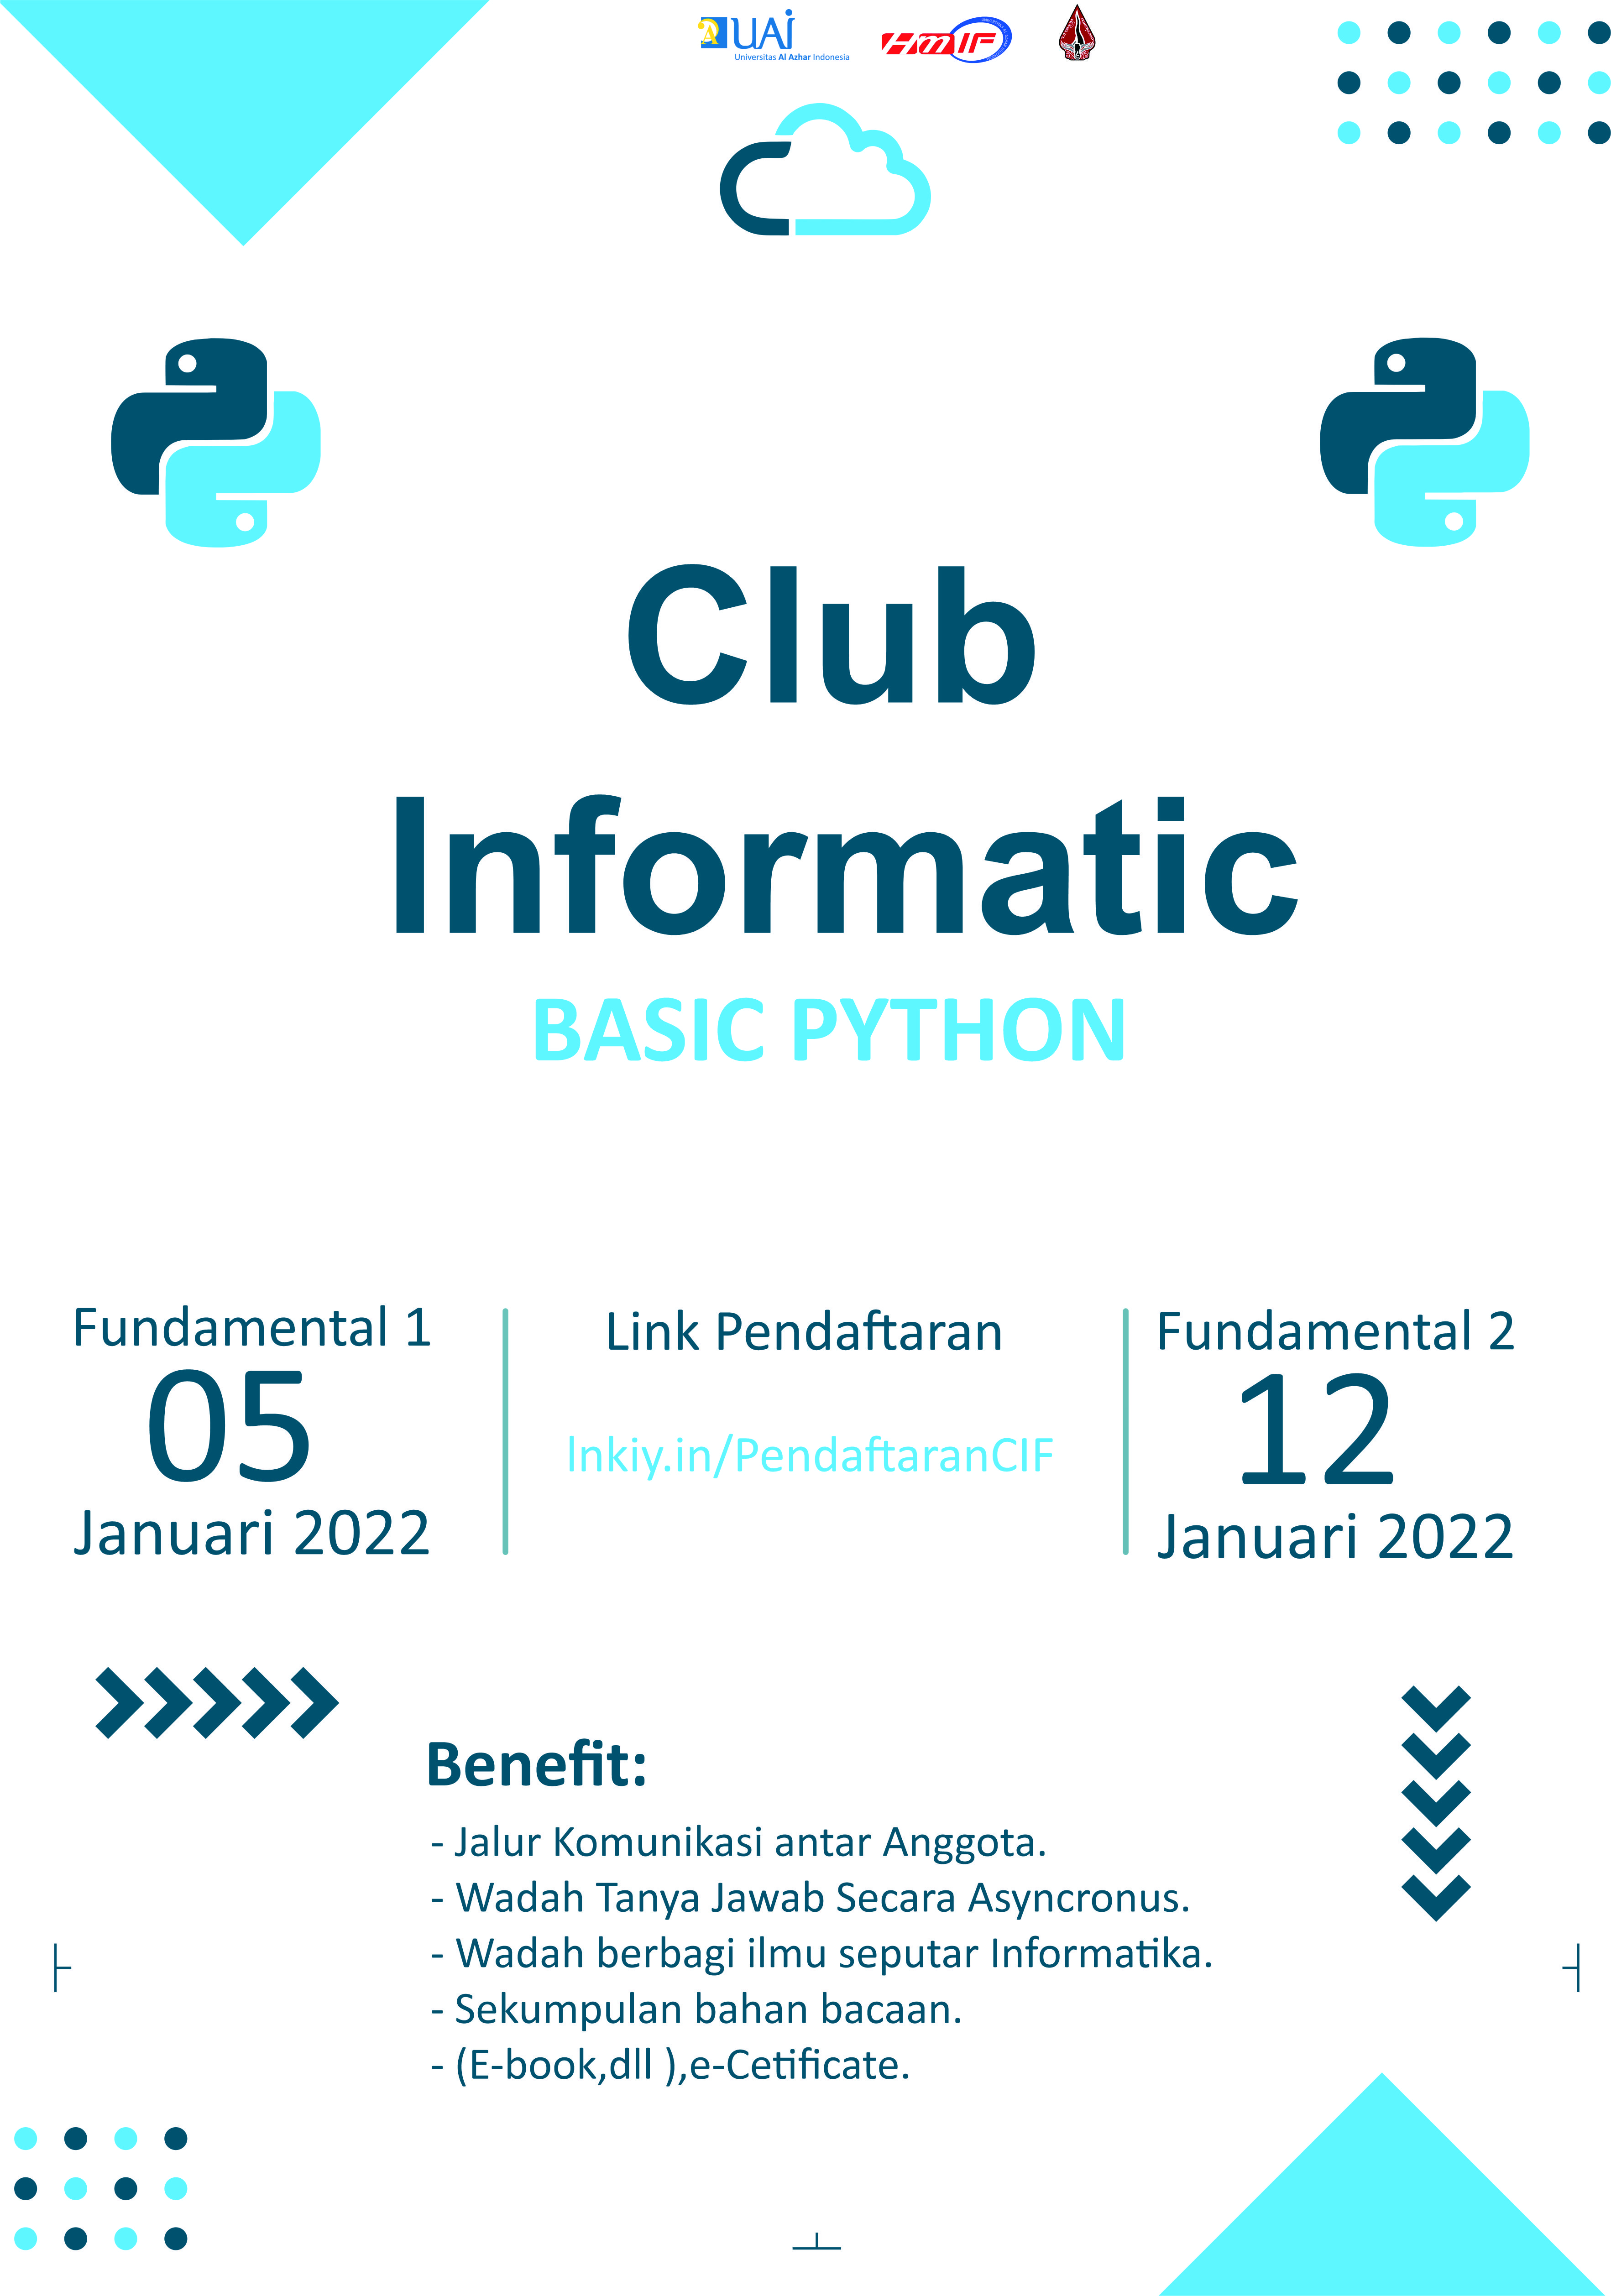 UAI
Universitas Al Azhar Indonesia
HmIF
Club
Informatic
BASIC PYTHON
Fundamental 1
05
Januari 2022
Link Pendaftaran
lnkiy.in/PendaftaranCIF
Fundamental 2
12
Januari 2022
Benefit:
- Jalur Komunikasi antar Anggota.
- Wadah Tanya Jawab Secara Asyncronus.
- Wadah berbagi ilmu seputar Informatika.
- Sekumpulan bahan bacaan.
- (E-book,dll ),e-Cetificate.